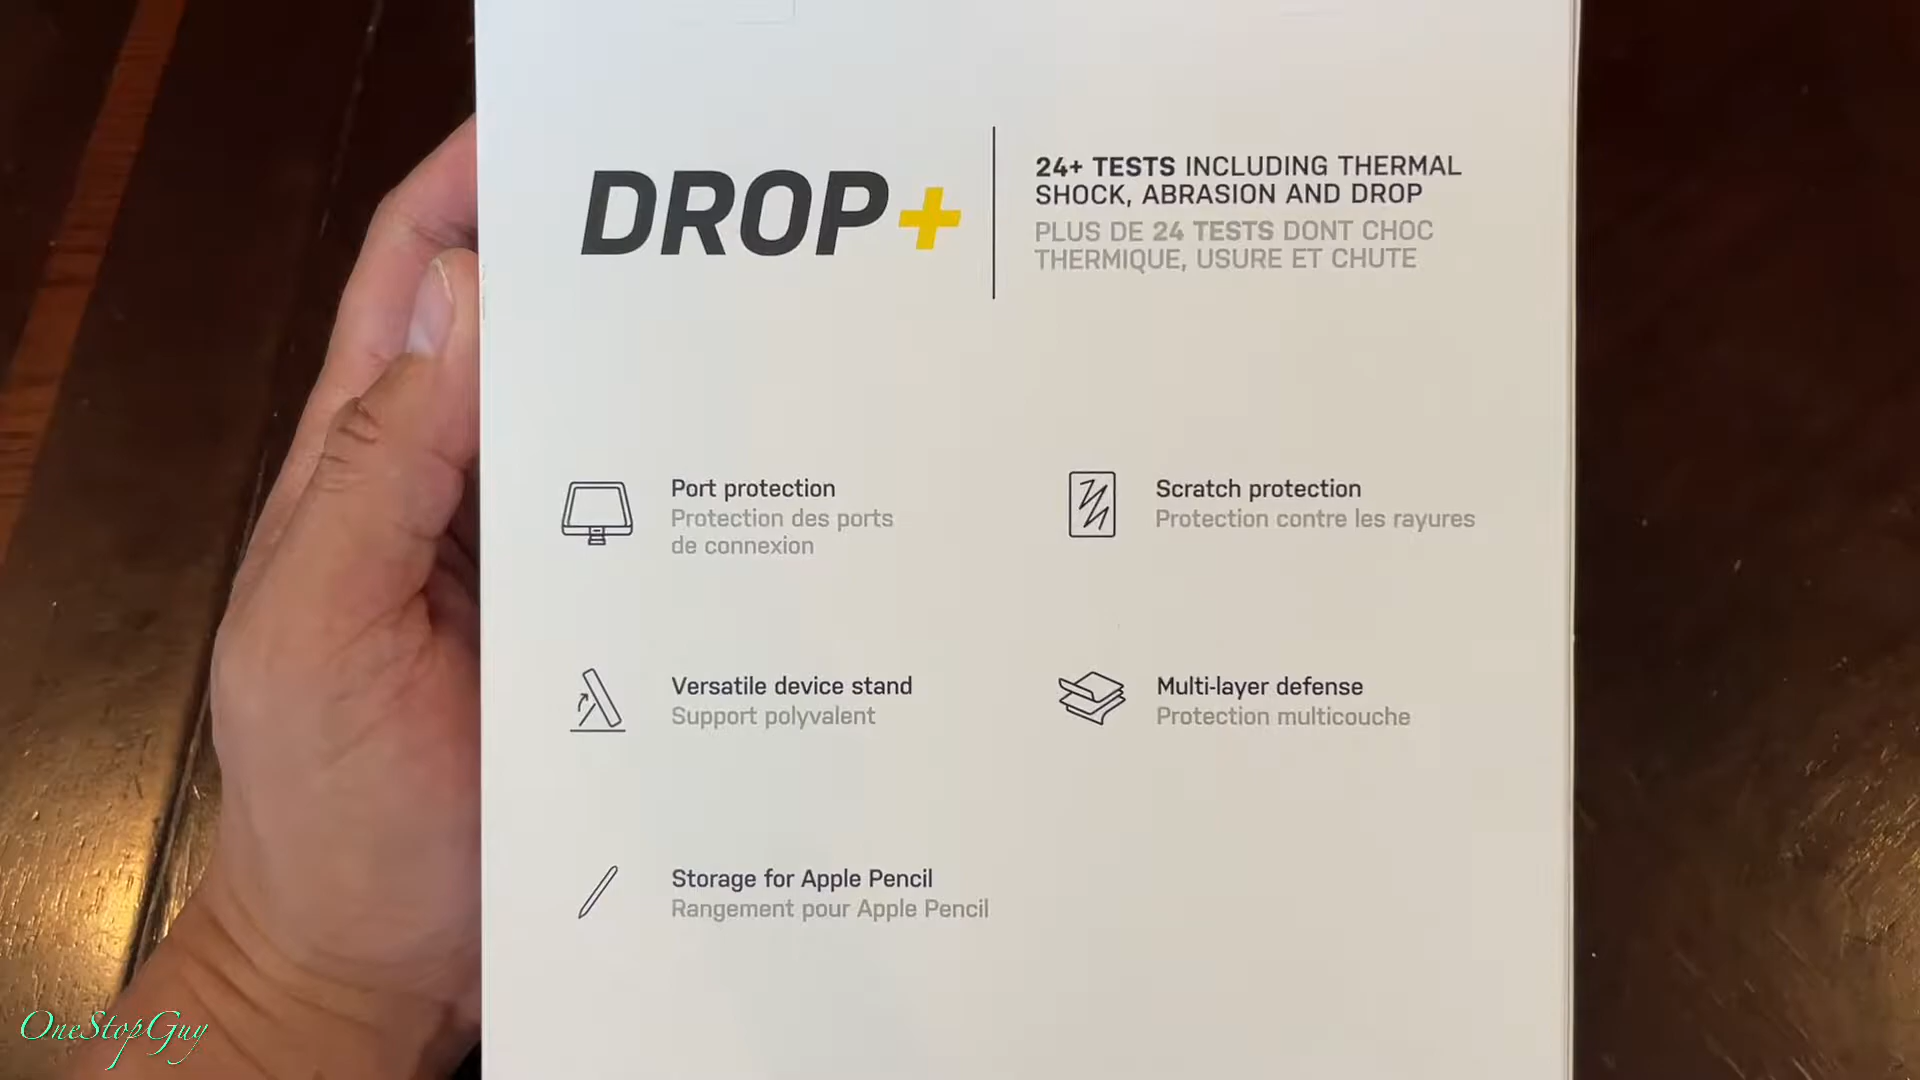 DROP+
24+ TESTS INCLUDING THERMAL
SHOCK, ABRASION AND DROP
PLUS DE 24 TESTS DONT CHOC
THERMIQUE, USURE ET CHUTE
Port protection
Protection des ports
de connexion
Scratch protection
Protection contre les rayures
Versatile device stand
Support polyvalent
Multi-layer defense
Protection multicouche
Storage for Apple Pencil
Rangement pour Apple Pencil
OneStopGuy